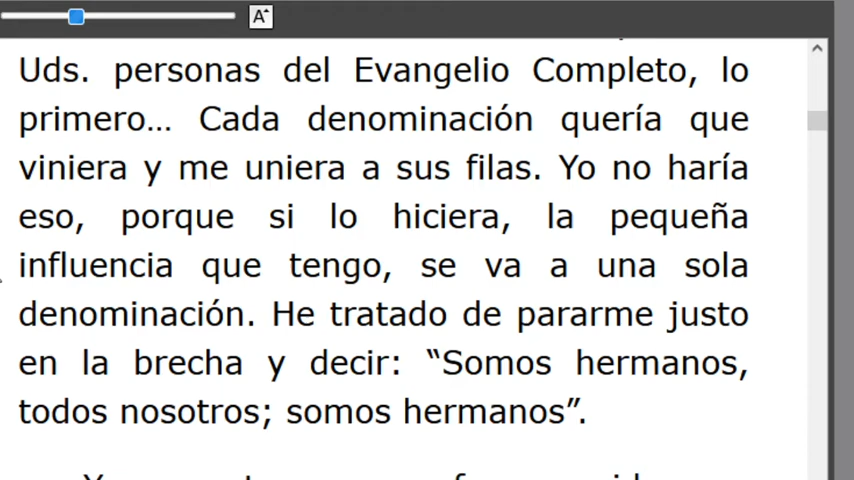 A
Uds. personas del Evangelio Completo, lo
primero... Cada denominación quería que
viniera y me uniera a sus filas. Yo no haría
eso, porque si lo hiciera, la pequeña
influencia que tengo, se va a una sola
denominación. He tratado de pararme justo
en la brecha y decir: “Somos hermanos,
todos nosotros; somos hermanos”.